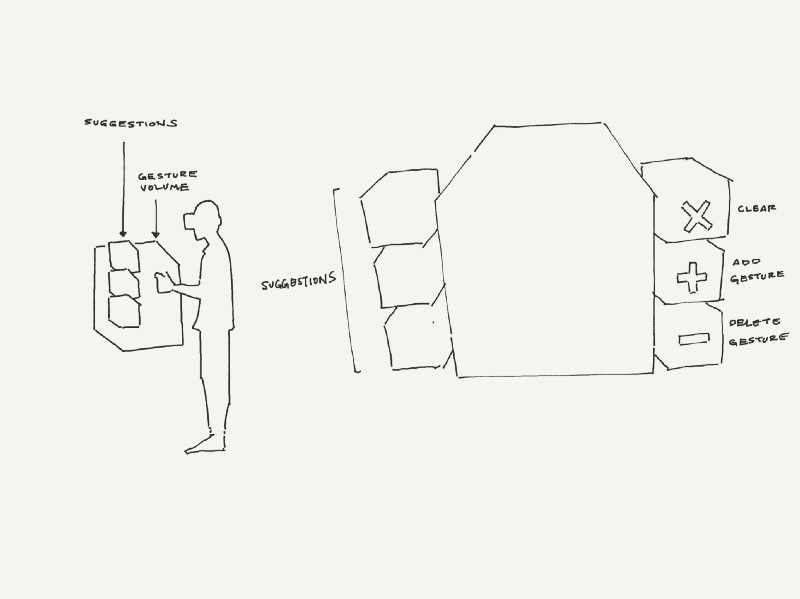 SUGGESTIONS
GESTURE
VOLUME
SUGGESTIONS
CLEAR
ADD
GESTURE
DELETE
GESTURE